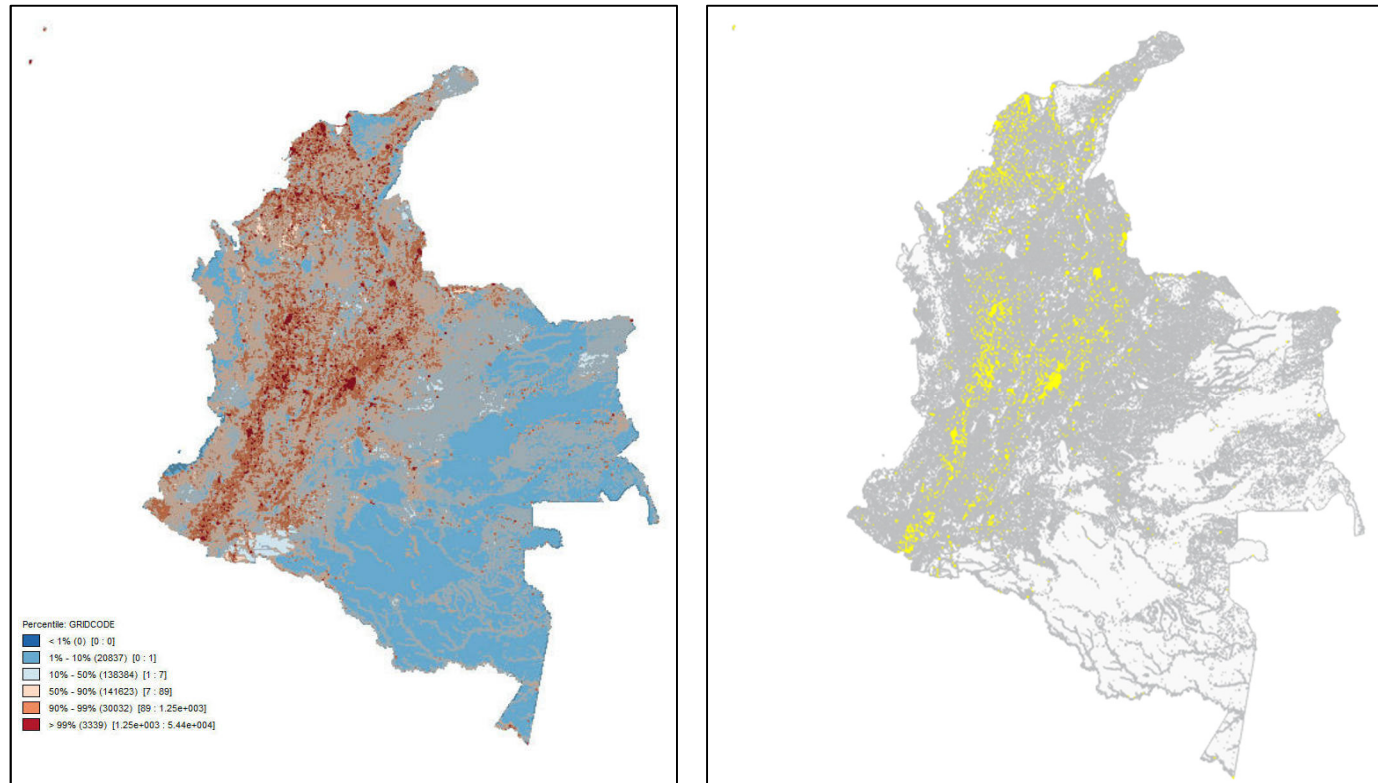 Percentile: GRIDCODE
< 1% (0) [0 : 0]
1% - 10% (20837) [0 : 1]
10% - 50% (138384) [1 : 7]
50% - 90% (141623) [7 : 89]
90% - 99% (30032) [89 : 1.25e+003]
> 99% (3339) [1.25e+003 : 5.44e+004]